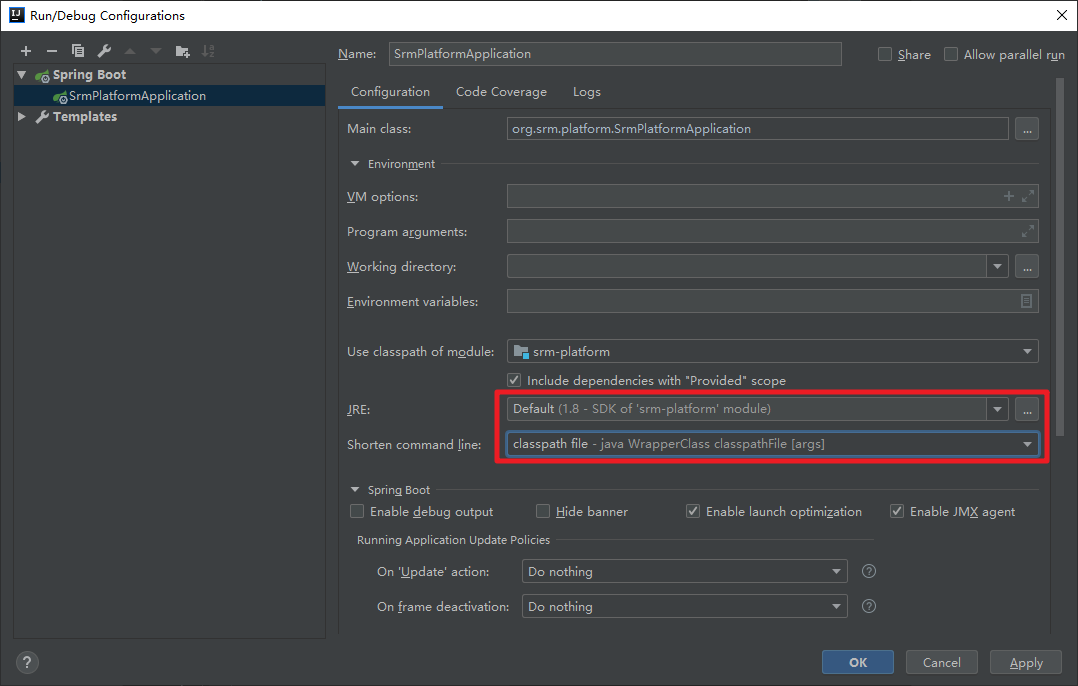 Run/Debug Configurations
Name: SrmPlatformApplication
Share
Allow parallel run
Spring Boot
SrmPlatformApplication
Templates
Configuration
Code Coverage
Logs
Main class: org.srm.platform.SrmPlatformApplication
...
Environment
VM options:
Program arguments:
Working directory:
...
Environment variables:
Use classpath of module: srm-platform
Include dependencies with "Provided" scope
JRE: Default (1.8 - SDK of 'srm-platform' module)
...
Shorten command line: classpath file - java WrapperClass classpathFile [args]
Spring Boot
Enable debug output
Hide banner
Enable launch optimization
Enable JMX agent
Running Application Update Policies
On 'Update' action: Do nothing
?
On frame deactivation: Do nothing
?
?
OK
Cancel
Apply